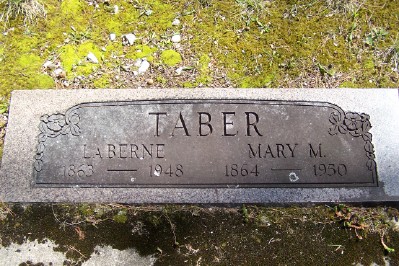 TABER
LABERNE MARY M.
1863 — 1948 1864 — 1950